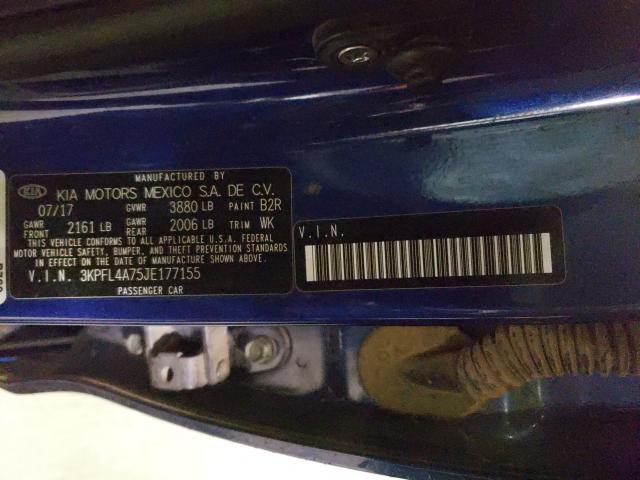 MANUFACTURED BY
KIA KIA MOTORS MEXICO S.A. DE C.V.
07/17 GVWR 3880 LB PAINT B2R
GAWR FRONT 2161 LB GAWR REAR 2006 LB TRIM WK
THIS VEHICLE CONFORMS TO ALL APPLICABLE U.S.A. FEDERAL
MOTOR VEHICLE SAFETY, BUMPER, AND THEFT PREVENTION STANDARDS
IN EFFECT ON THE DATE OF MANUFACTURE SHOWN ABOVE.
V.I.N. 3KPFL4A75JE177155
PASSENGER CAR
V.I.N.